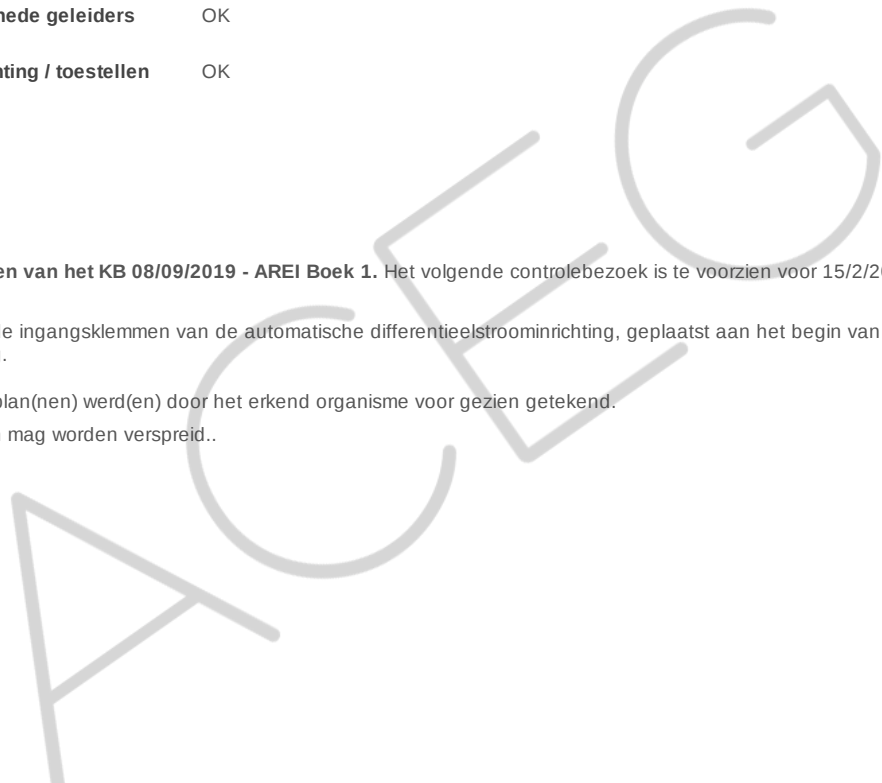 nede geleiders OK
nting / toestellen OK
en van het KB 08/09/2019 - AREI Boek 1. Het volgende controlebezoek is te voorzien voor 15/2/20
e ingangsklemmen van de automatische differentieelstroominrichting, geplaatst aan het begin van
.
plan(nen) werd(en) door het erkend organisme voor gezien getekend.
mag worden verspreid..
ACEG